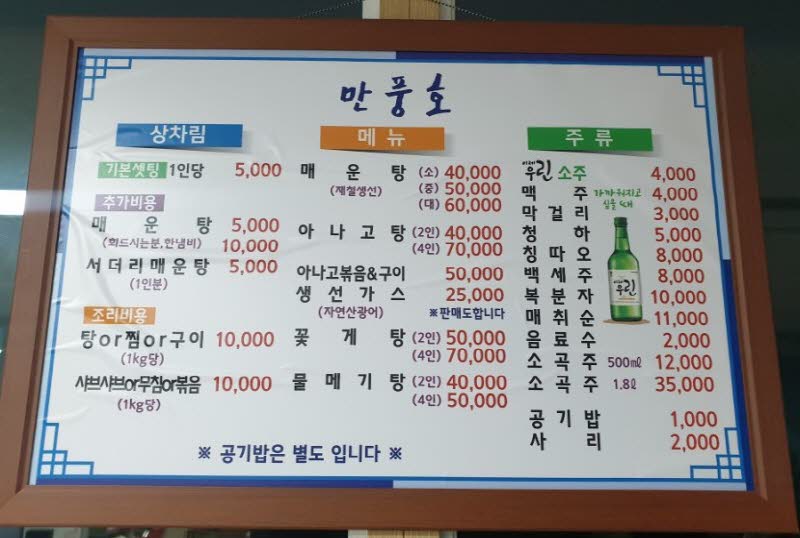 만풍호
상차림
기본셋팅 1인당 5,000
추가비용
매운탕 5,000
(회드시는분,한냄비) 10,000
서더리매운탕 5,000
(1인분)
조리비용
탕or찜or구이 10,000
(1kg당)
샤브샤브or무침or볶음 10,000
(1kg당)
메뉴
매운탕 (소) 40,000
(제철생선) (중) 50,000
(대) 60,000
아나고탕 (2인) 40,000
(4인) 70,000
아나고볶음&구이 50,000
생선가스 25,000
(자연산광어) ※판매도합니다
꽃게탕 (2인) 50,000
(4인) 70,000
물메기탕 (2인) 40,000
(4인) 50,000
주류
이제우린 소주 4,000
맥주 4,000
가까워지고
싶을 때
막걸리 3,000
청하 5,000
칭따오 8,000
백세주 8,000
복분자 10,000
매취순 11,000
음료수 2,000
소곡주 500㎖ 12,000
소곡주 1.8ℓ 35,000
공기밥 1,000
사리 2,000
이제우린
※ 공기밥은 별도 입니다 ※